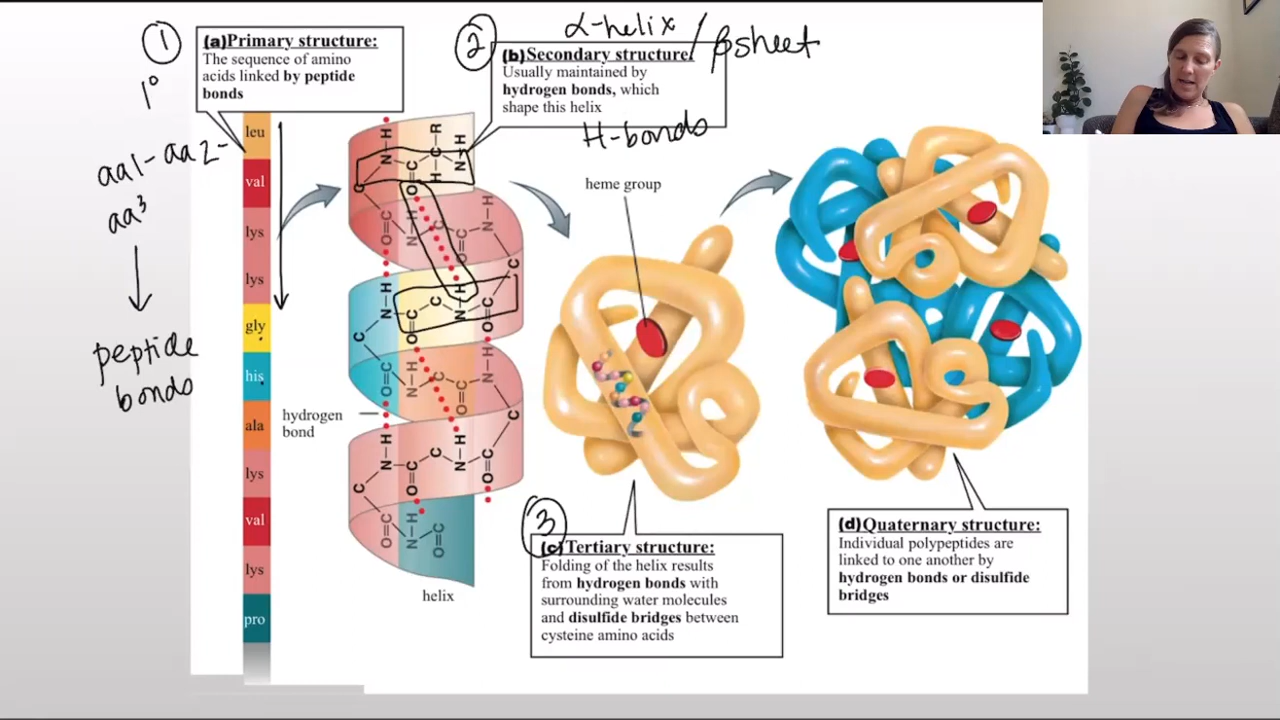 1
1°
(a)Primary structure:
The sequence of amino
acids linked by peptide
bonds
aa1-aa2-
aa3
peptide
bonds
leu
val
lys
lys
gly
his
ala
lys
val
lys
pro
2
α-helix / β sheet
(b)Secondary structure
Usually maintained by
hydrogen bonds, which
shape this helix
H-bonds
hydrogen
bond
helix
heme group
3
(c)Tertiary structure:
Folding of the helix results
from hydrogen bonds with
surrounding water molecules
and disulfide bridges between
cysteine amino acids
(d)Quaternary structure:
Individual polypeptides are
linked to one another by
hydrogen bonds or disulfide
bridges